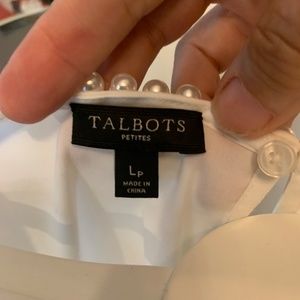 TALBOTS
PETITES
LP
MADE IN
CHINA